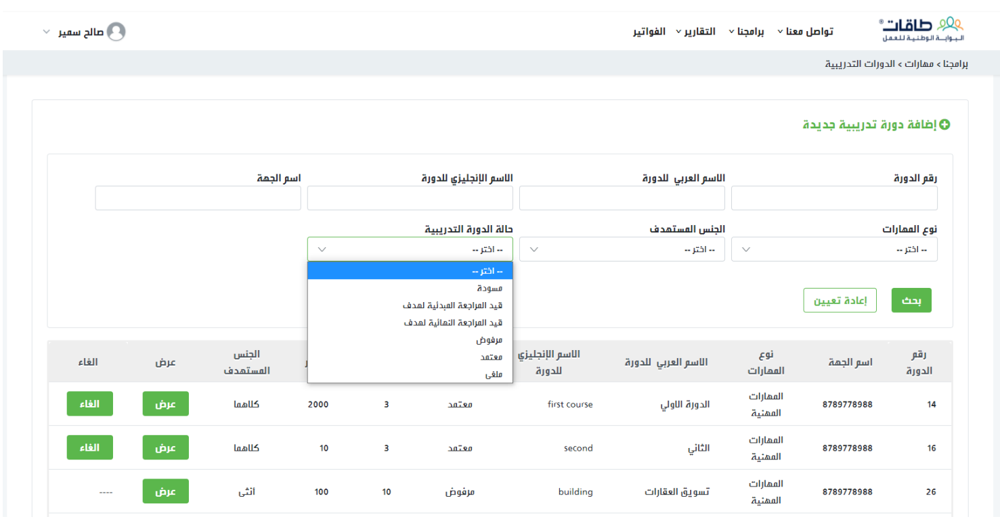 طاقات®
البوابة الوطنية للعمل
تواصل معنا
برامجنا
التقارير
الفواتير
صالح سمير
برامجنا > مهارات > الدورات التدريبية
إضافة دورة تدريبية جديدة
رقم الدورة
الاسم العربي للدورة
الاسم الإنجليزي للدورة
اسم الجهة
نوع المهارات
الجنس المستهدف
حالة الدورة التدريبية
-- اختر --
-- اختر --
-- اختر --
-- اختر --
مسودة
قيد المراجعة المبدئية لهدف
قيد المراجعة النهائية لهدف
مرفوض
معتمد
ملغى
بحث
إعادة تعيين
رقم الدورة
اسم الجهة
نوع المهارات
الاسم العربي للدورة
الاسم الإنجليزي للدورة
الجنس المستهدف
عرض
الغاء
14 8789778988 المهارات المهنية الدورة الاولي first course معتمد 3 2000 كلاهما عرض الغاء
16 8789778988 المهارات المهنية الثاني second معتمد 3 10 كلاهما عرض الغاء
26 8789778988 المهارات المهنية تسويق العقارات building مرفوض 10 100 أنثى عرض ----